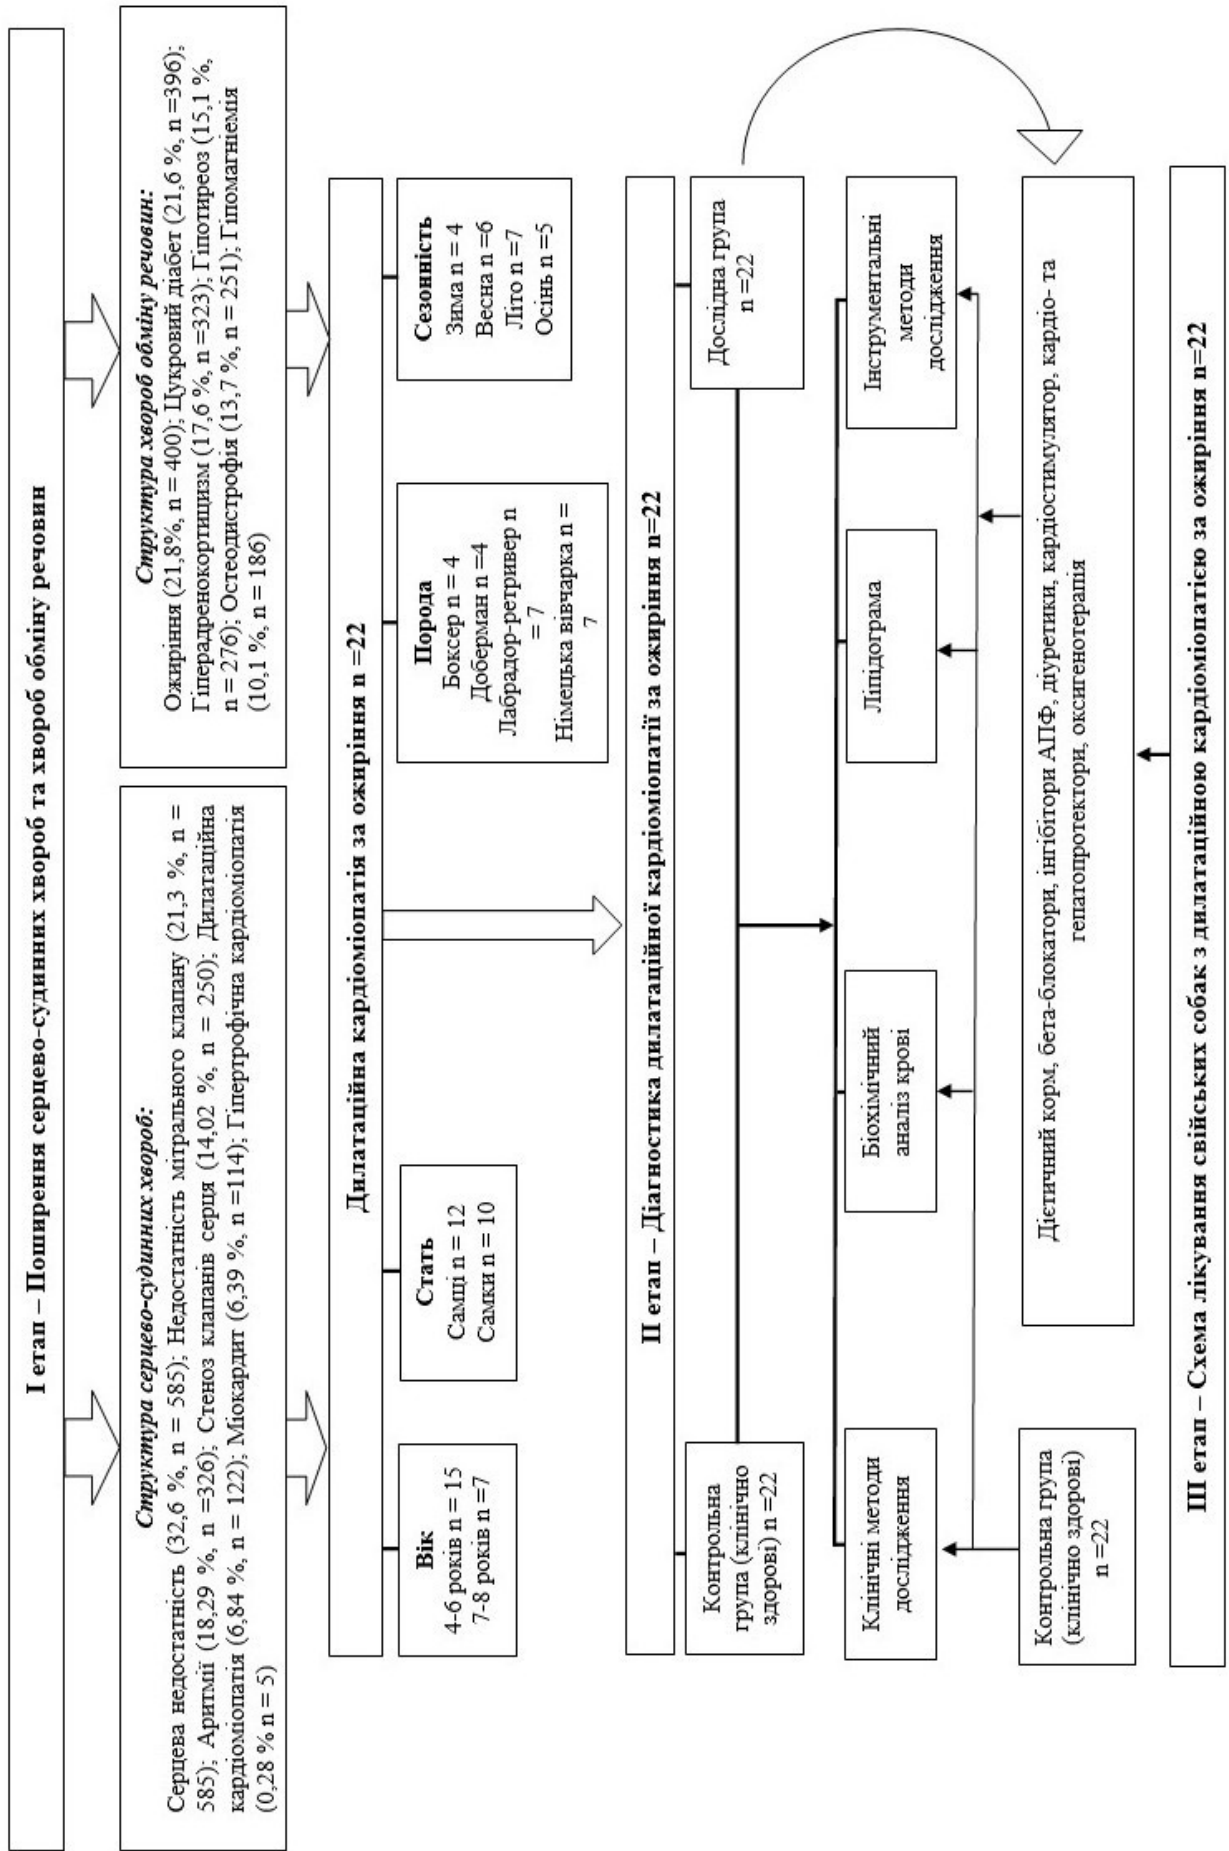 І етап – Поширення серцево-судинних хвороб та хвороб обміну речовин
Структура серцево-судинних хвороб:
Серцева недостатність (32,6 %, n = 585); Недостатність мітрального клапану (21,3 %, n =
585); Аритмії (18,29 %, n =326); Стеноз клапанів серця (14,02 %, n = 250); Дилатаційна
кардіоміопатія (6,84 %, n = 122); Міокардит (6,39 %, n =114); Гіпертрофічна кардіоміопатія
(0,28 % n = 5)
Структура хвороб обміну речовин:
Ожиріння (21,8%, n = 400); Цукровий діабет (21,6 %, n =396);
Гіперадренокортицизм (17,6 %, n =323); Гіпотиреоз (15,1 %,
n = 276); Остеодистрофія (13,7 %, n = 251); Гіпомагніемія
(10,1 %, n = 186)
Дилатаційна кардіоміопатія за ожиріння n =22
Вік
4-6 років n = 15
7-8 років n =7
Стать
Самці n = 12
Самки n = 10
Порода
Боксер n = 4
Доберман n =4
Лабрадор-ретривер n
= 7
Німецька вівчарка n =
7
Сезонність
Зима n = 4
Весна n =6
Літо n =7
Осінь n =5
ІІ етап – Діагностика дилатаційної кардіоміопатії за ожиріння n=22
Контрольна
група (клінічно
здорові) n =22
Дослідна група
n =22
Клінічні методи
дослідження
Біохімічний
аналіз крові
Ліпідограма
Інструментальні
методи
дослідження
Контрольна група
(клінічно здорові)
n =22
Дієтичний корм, бета-блокатори, інгібітори АПФ, діуретики, кардіостимулятор, кардіо- та
гепатопротектори, оксигенотерапія
ІІІ етап – Схема лікування свійських собак з дилатаційною кардіоміопатією за ожиріння n=22